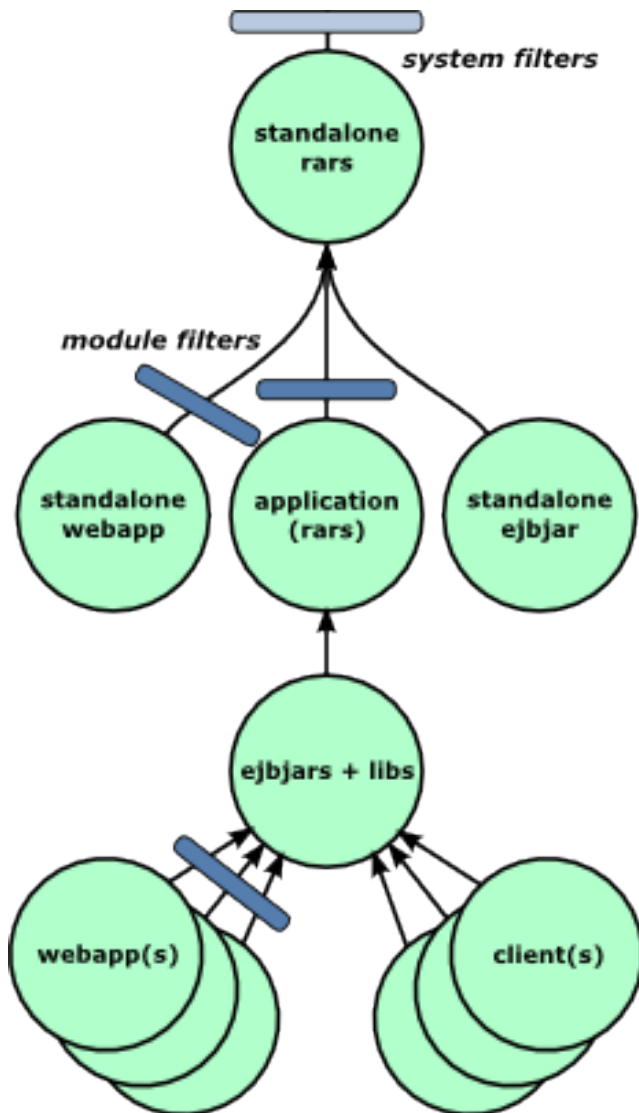 system filters
standalone
rars
module filters
standalone
webapp
application
(rars)
standalone
ejbjar
ejbjars + libs
webapp(s)
client(s)